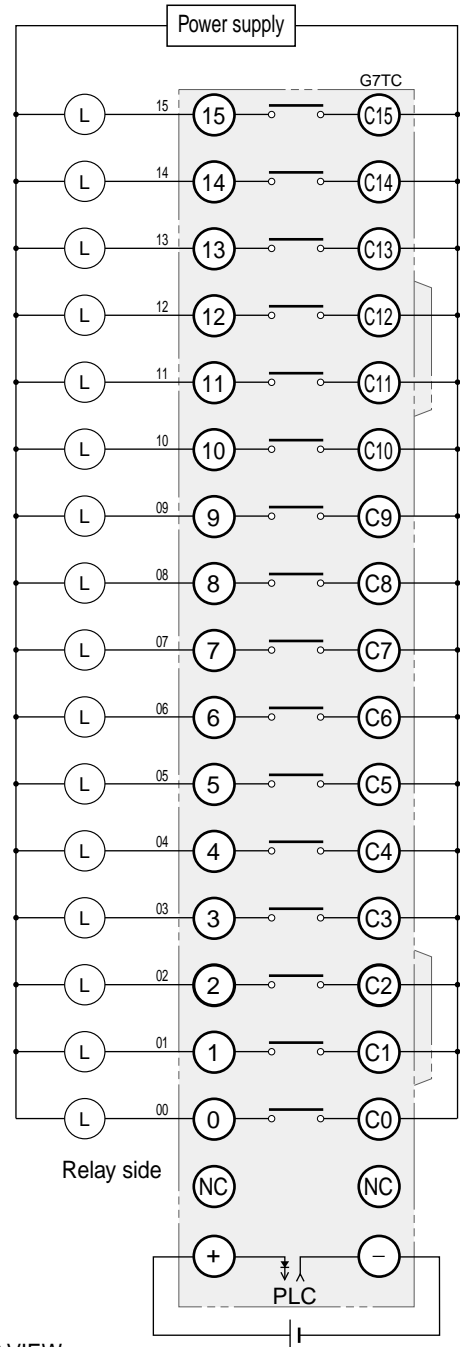 Power supply
G7TC
L 15 15 C15
L 14 14 C14
L 13 13 C13
L 12 12 C12
L 11 11 C11
L 10 10 C10
L 09 9 C9
L 08 8 C8
L 07 7 C7
L 06 6 C6
L 05 5 C5
L 04 4 C4
L 03 3 C3
L 02 2 C2
L 01 1 C1
L 00 0 C0
Relay side NC NC
+ −
PLC
VIEW